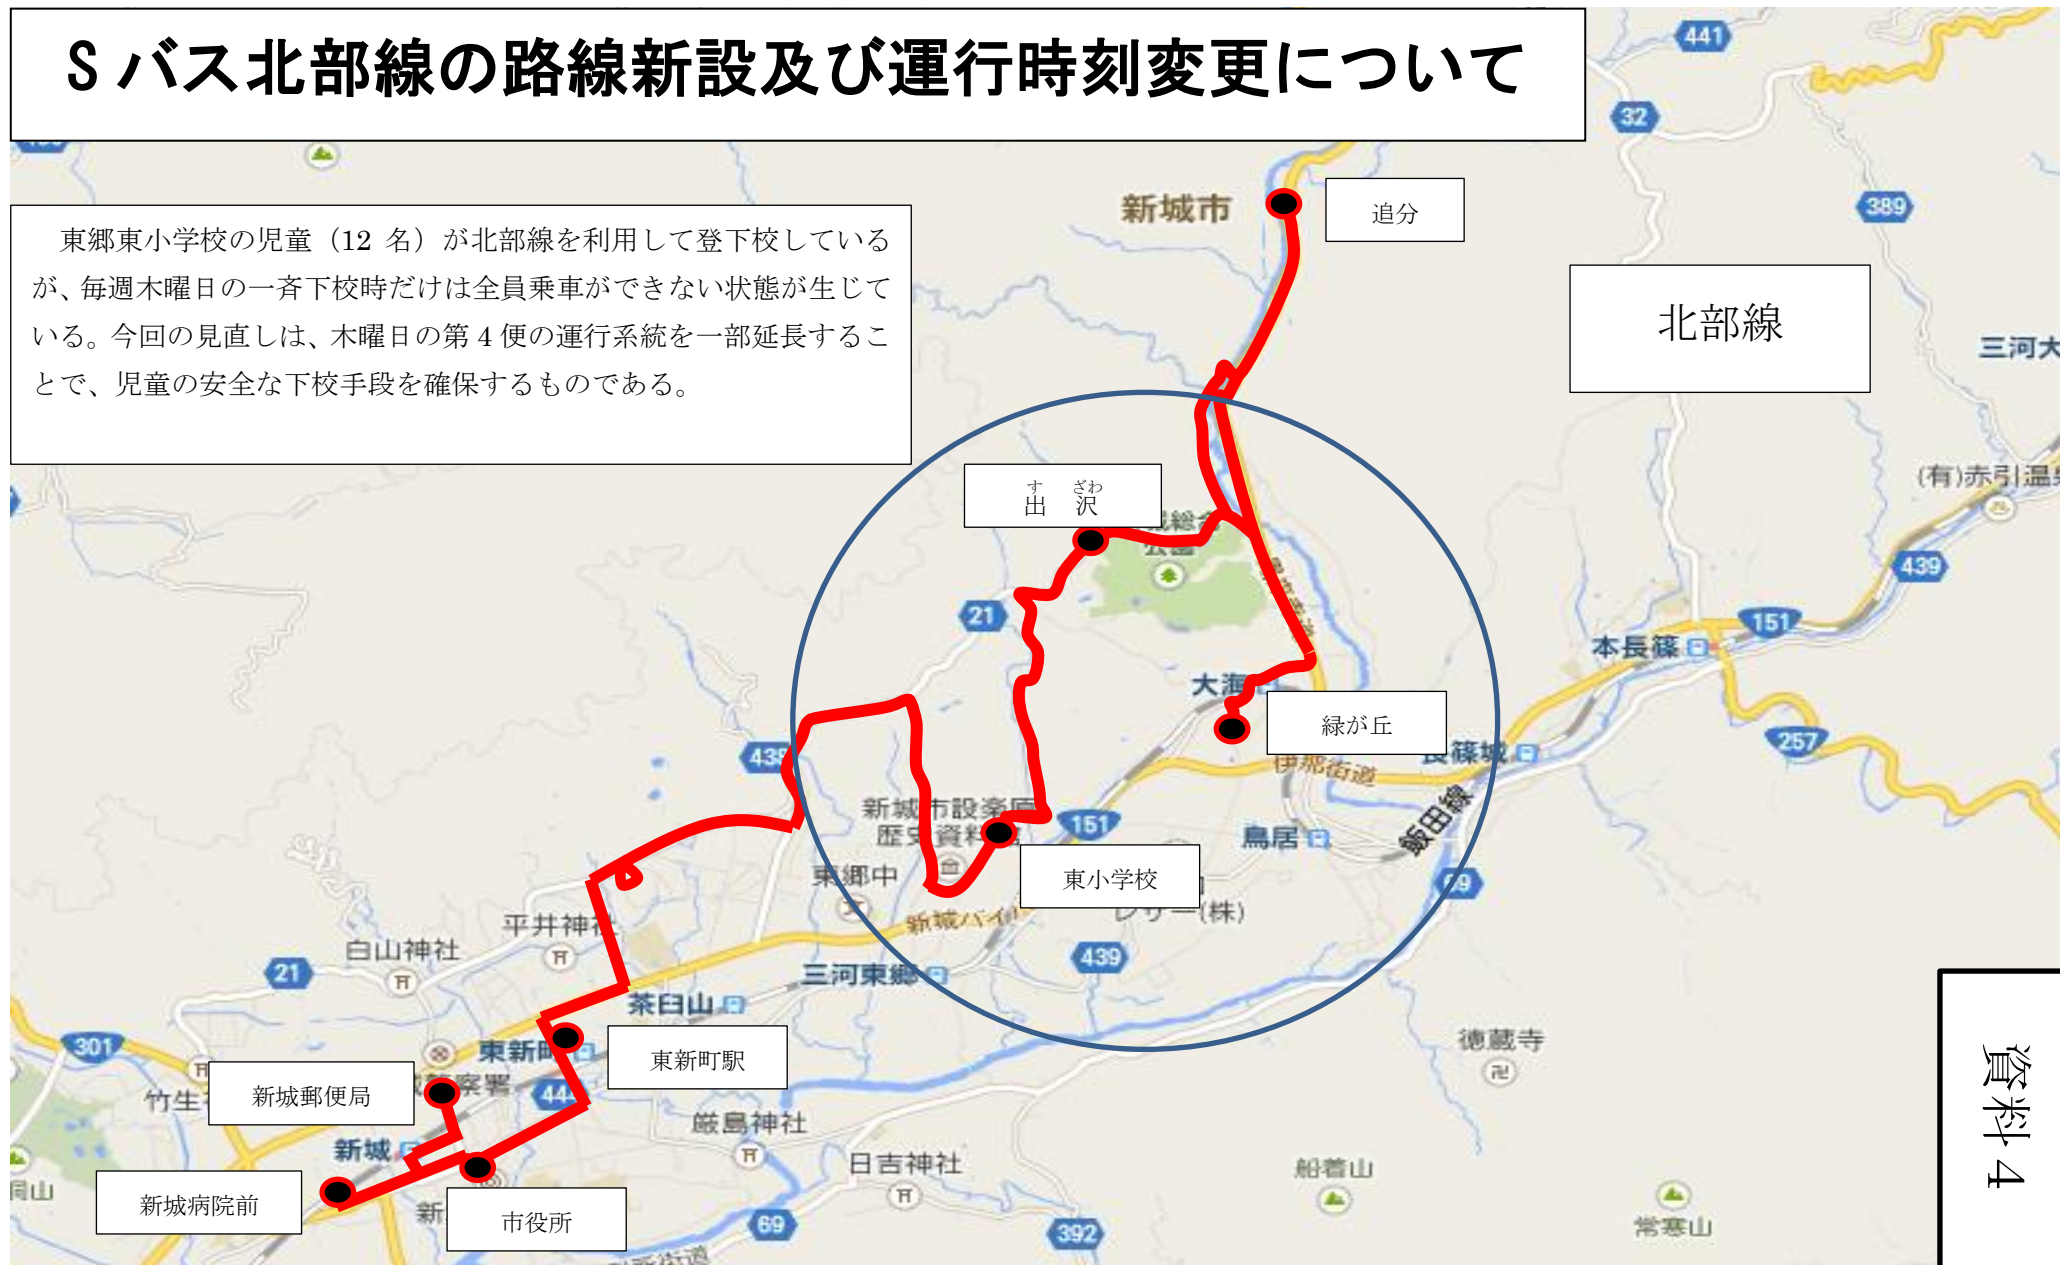 Sバス北部線の路線新設及び運行時刻変更について
441
32
389
新城市
追分
東郷東小学校の児童（12 名）が北部線を利用して登下校している
が、毎週木曜日の一斉下校時だけは全員乗車ができない状態が生じて
いる。今回の見直しは、木曜日の第4便の運行系統を一部延長するこ
とで、児童の安全な下校手段を確保するものである。
北部線
三河大
(有)赤引温泉
すざわ
出沢
439
21
151
本長篠
大海
緑が丘
438
257
長篠城
伊那街道
新城市設楽原
151
鳥居
飯田線
東小学校
東郷中
レザー(株)
新城バイ
平井神社
白山神社
21
三河東郷
439
茶臼山
301
東新町
東新町駅
徳蔵寺
新城郵便局
竹生
444
厳島神社
新城
日吉神社
船着山
新城病院前
市役所
新
69
392
常寒山
資料4